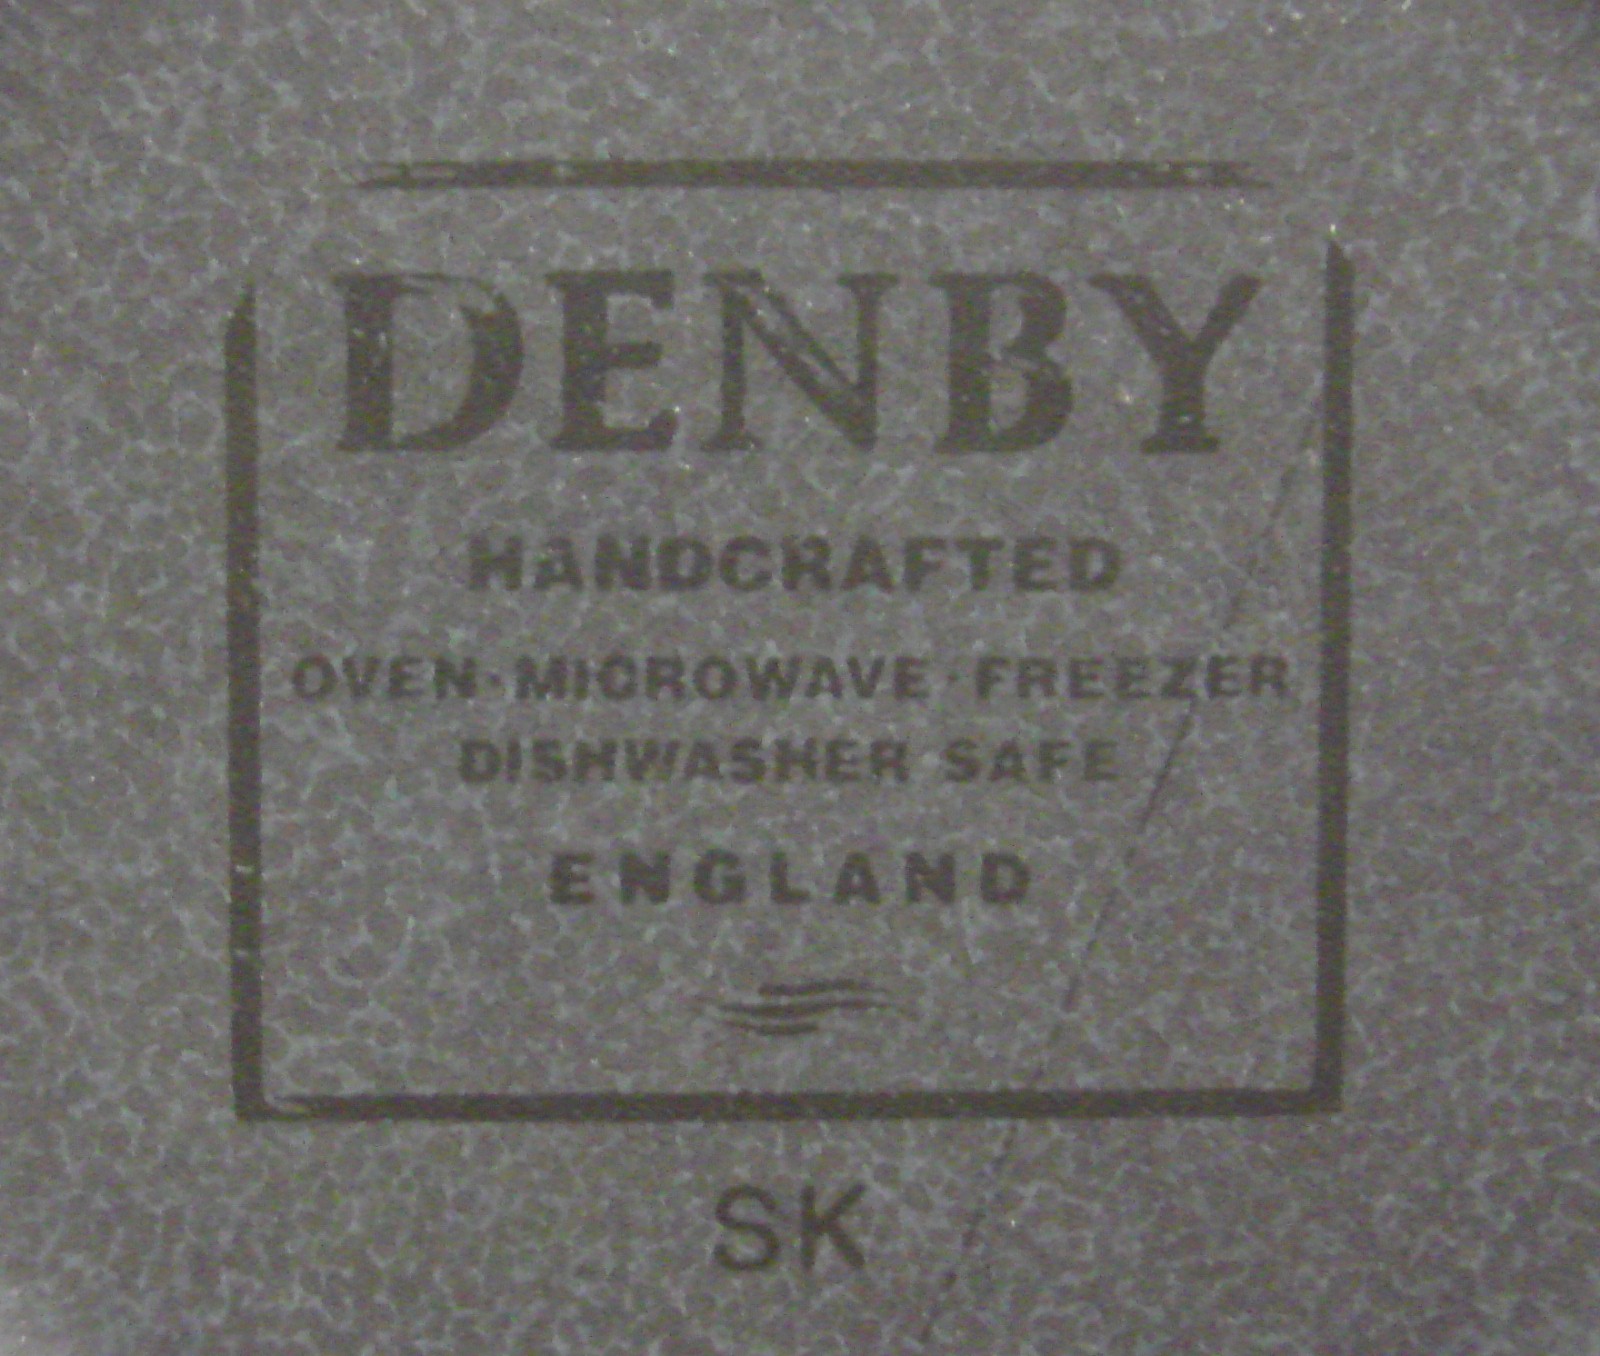 DENBY
HANDCRAFTED
OVEN·MICROWAVE·FREEZER
DISHWASHER SAFE
ENGLAND
SK